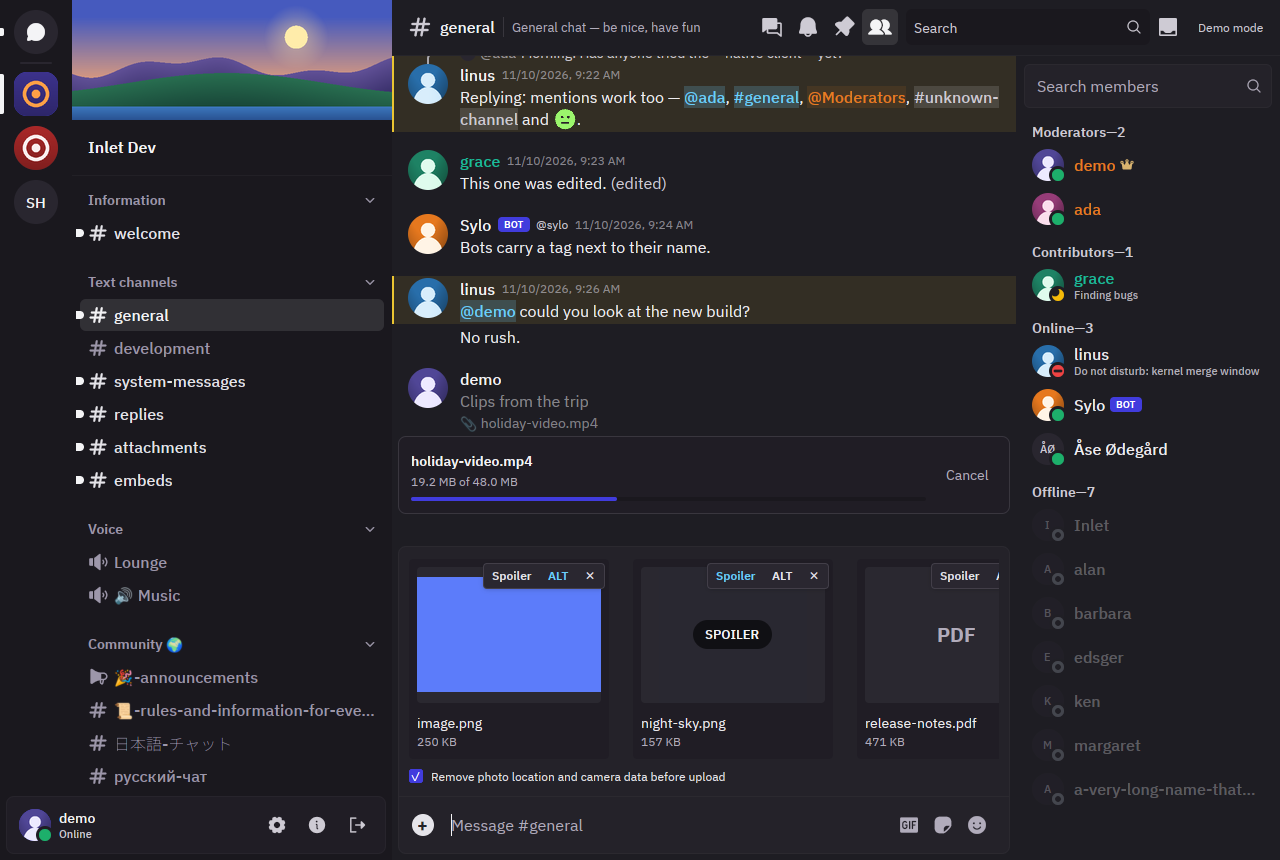 SH
Inlet Dev
Information
welcome
Text channels
general
development
system-messages
replies
attachments
embeds
Voice
Lounge
🔊 Music
Community 🌍
🎉-announcements
📜-rules-and-information-for-eve...
日本語-チャット
русский-чат
demo
Online
general
General chat — be nice, have fun
Search
Demo mode
linus 11/10/2026, 9:22 AM
Replying: mentions work too — @ada, #general, @Moderators, #unknown-
channel and 😐.
grace 11/10/2026, 9:23 AM
This one was edited. (edited)
Sylo BOT @sylo 11/10/2026, 9:24 AM
Bots carry a tag next to their name.
linus 11/10/2026, 9:26 AM
@demo could you look at the new build?
No rush.
demo
Clips from the trip
📎 holiday-video.mp4
holiday-video.mp4
19.2 MB of 48.0 MB
Cancel
Spoiler ALT ✕
image.png
250 KB
Spoiler ALT ✕
SPOILER
night-sky.png
157 KB
Spoiler
PDF
release-notes.pdf
471 KB
Remove photo location and camera data before upload
Message #general
GIF
Search members
Moderators—2
demo
ada
Contributors—1
grace
Finding bugs
Online—3
linus
Do not disturb: kernel merge window
Sylo BOT
ÅØ
Åse Ødegård
Offline—7
I
Inlet
A
alan
B
barbara
E
edsger
K
ken
M
margaret
A
a-very-long-name-that...